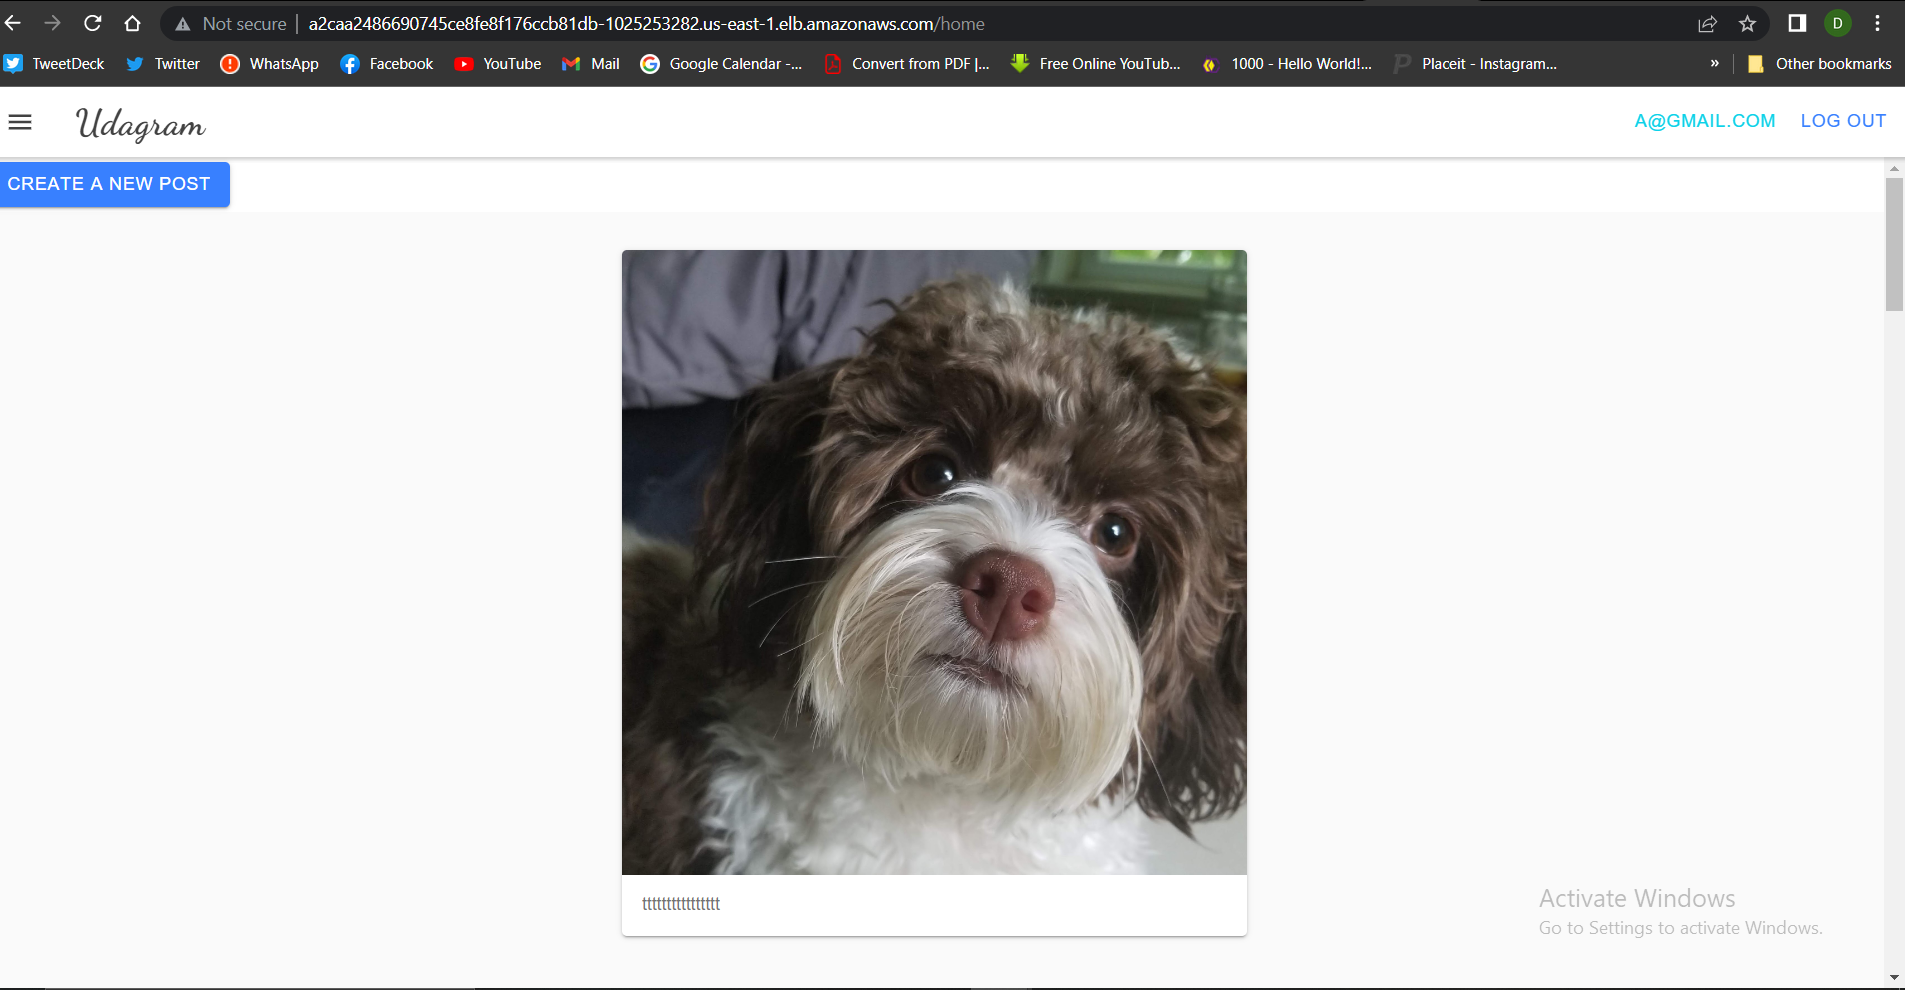 Not secure a2caa2486690745ce8fe8f176ccb81db-1025253282.us-east-1.elb.amazonaws.com/home D
TweetDeck Twitter WhatsApp Facebook YouTube Mail Google Calendar -... Convert from PDF |... Free Online YouTub... 1000 - Hello World!... Placeit - Instagram... » Other bookmarks
Udagram A@GMAIL.COM LOG OUT
CREATE A NEW POST
tttttttttttttttt
Activate Windows
Go to Settings to activate Windows.